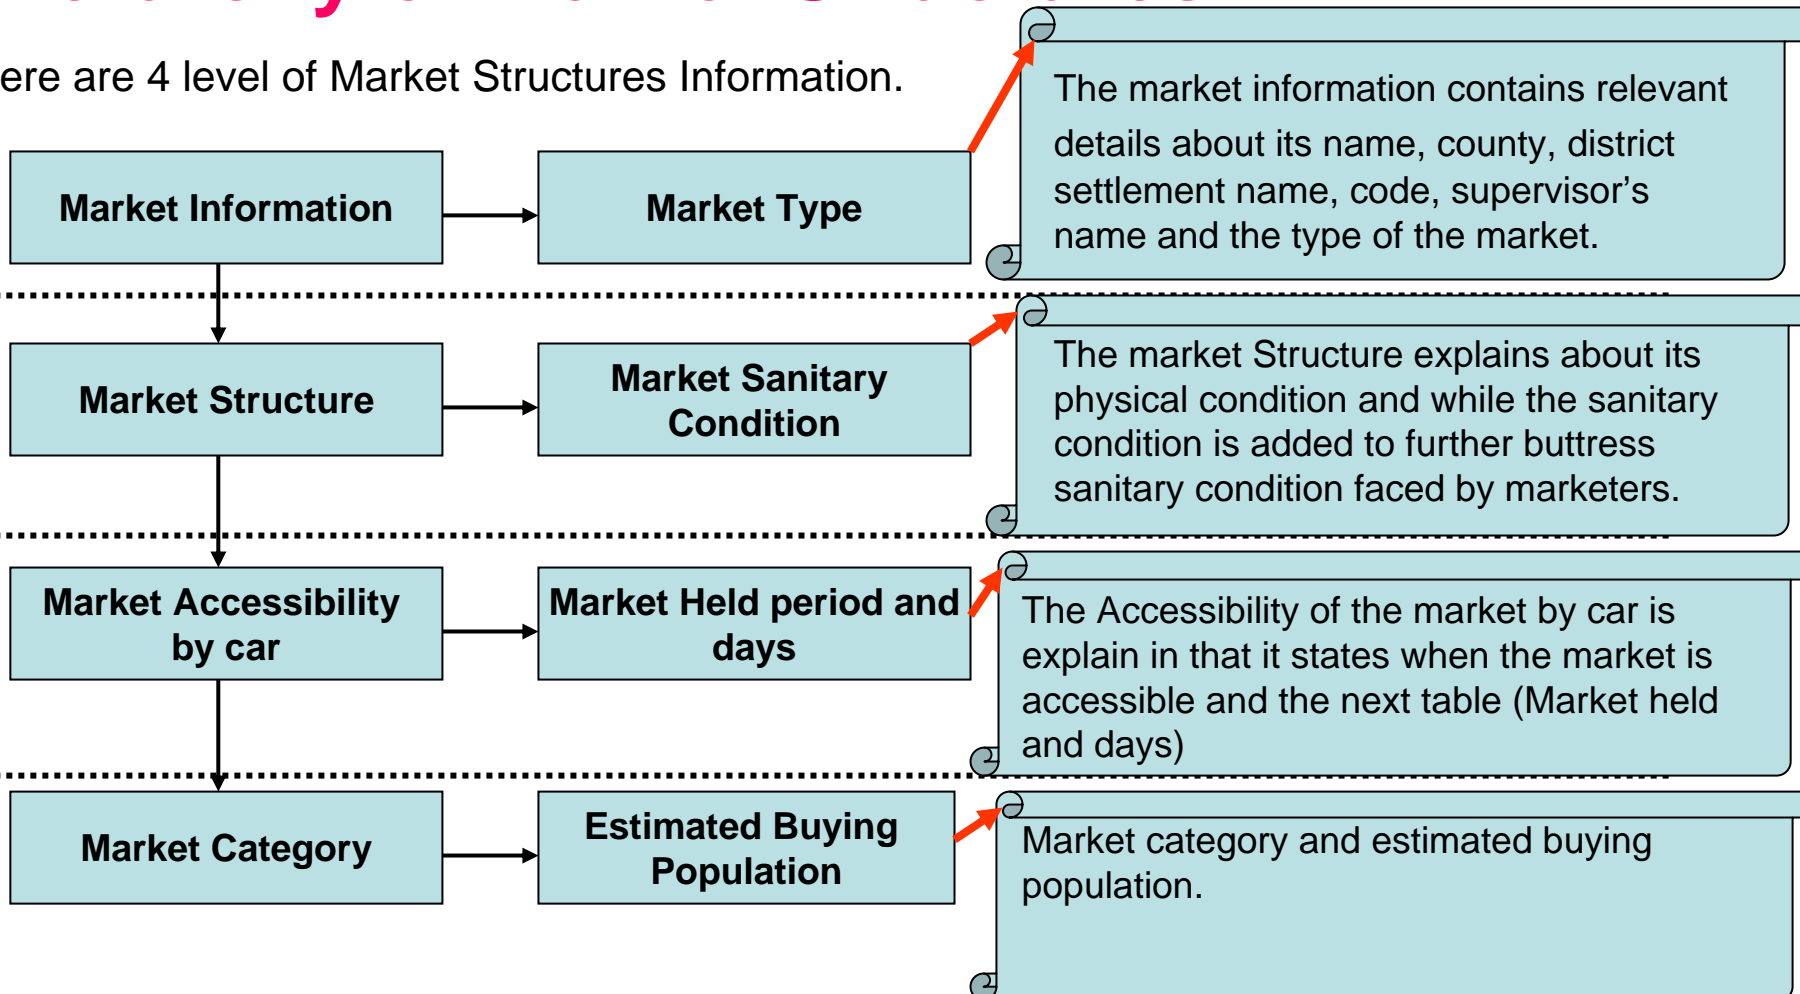 ere are 4 level of Market Structures Information.
The market information contains relevant
details about its name, county, district
settlement name, code, supervisor’s
name and the type of the market.
Market Information
Market Type
Market Structure
Market Sanitary
Condition
The market Structure explains about its
physical condition and while the sanitary
condition is added to further buttress
sanitary condition faced by marketers.
Market Accessibility
by car
Market Held period and
days
The Accessibility of the market by car is
explain in that it states when the market is
accessible and the next table (Market held
and days)
Market Category
Estimated Buying
Population
Market category and estimated buying
population.